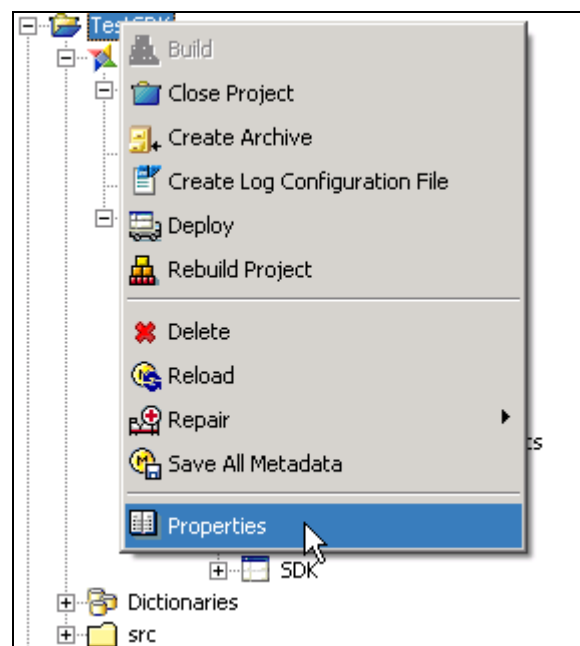 Build
Close Project
Create Archive
Create Log Configuration File
Deploy
Rebuild Project
Delete
Reload
Repair
Save All Metadata
Properties
SDK
Dictionaries
src